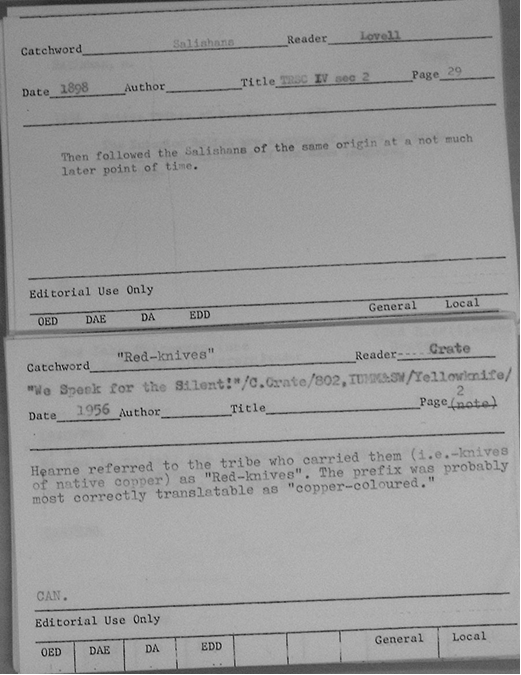 Catchword Salishans Reader Lovell
Date 1898 Author Title TRSC IV sec 2 Page 29
Then followed the Salishans of the same origin at a not much
later point of time.
Editorial Use Only
OED DAE DA EDD General Local
Catchword "Red-knives" Reader---- Crate
"We Speak for the Silent!"/C.Crate/802,IUMM&SW/Yellowknife/
2
Date 1956 Author Title Page (note)
Hearne referred to the tribe who carried them (i.e.-knives
of native copper) as "Red-knives". The prefix was probably
most correctly translatable as "copper-coloured."
CAN.
Editorial Use Only
OED DAE DA EDD General Local